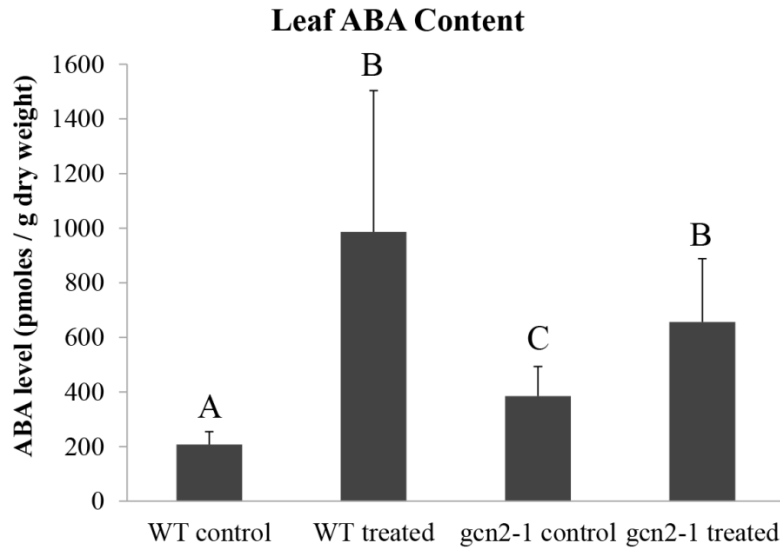 Leaf ABA Content
ABA level (pmoles / g dry weight)
1600
1400
1200
1000
800
600
400
200
0
A
B
C
B
WT control WT treated gcn2-1 control gcn2-1 treated